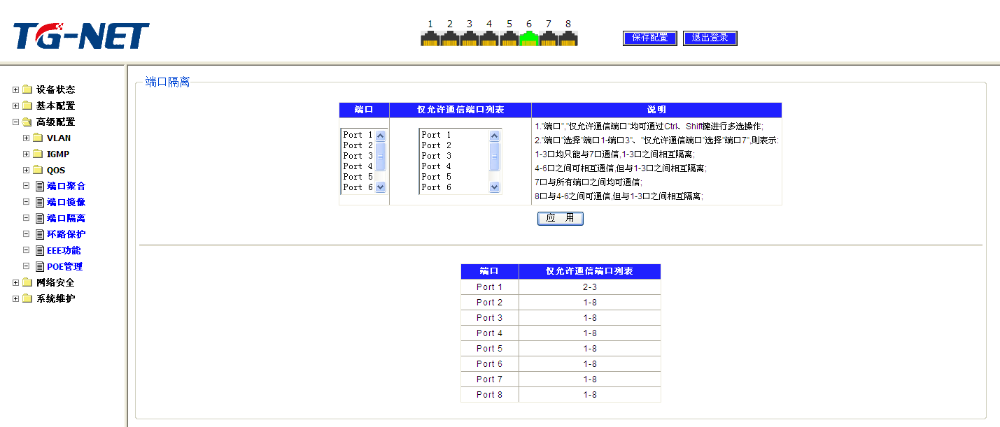 TG-NET
1 2 3 4 5 6 7 8
保存配置 退出登录
设备状态
基本配置
高级配置
VLAN
IGMP
QOS
端口聚合
端口镜像
端口隔离
环路保护
EEE功能
POE管理
网络安全
系统维护
端口隔离
端口 仅允许通信端口列表 说明
Port 1
Port 2
Port 3
Port 4
Port 5
Port 6
Port 1
Port 2
Port 3
Port 4
Port 5
Port 6
1."端口","仅允许通信端口"均可通过Ctrl、Shift键进行多选操作;
2."端口"选择"端口1-端口3"、"仅允许通信端口"选择"端口7",则表示:
1-3口均只能与7口通信,1-3口之间相互隔离;
4-6口之间可相互通信,但与1-3口之间相互隔离;
7口与所有端口之间均可通信;
8口与4-6之间可通信,但与1-3口之间相互隔离;
应 用
端口 仅允许通信端口列表
Port 1 2-3
Port 2 1-8
Port 3 1-8
Port 4 1-8
Port 5 1-8
Port 6 1-8
Port 7 1-8
Port 8 1-8